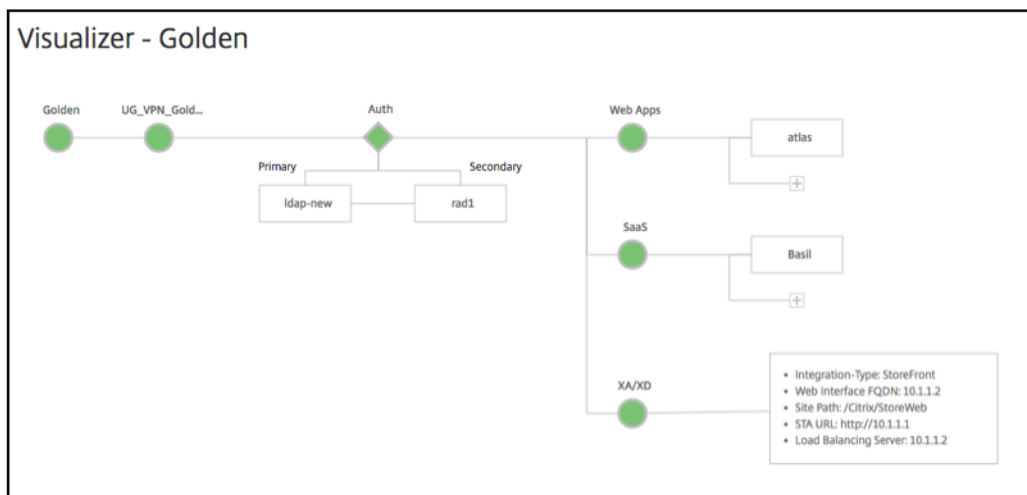 Visualizer - Golden
Golden
UG_VPN_Gold...
Auth
Web Apps
atlas
Primary
Secondary
ldap-new
rad1
SaaS
Basil
XA/XD
• Integration-Type: StoreFront
• Web Interface FQDN: 10.1.1.2
• Site Path: /Citrix/StoreWeb
• STA URL: http://10.1.1.1
• Load Balancing Server: 10.1.1.2